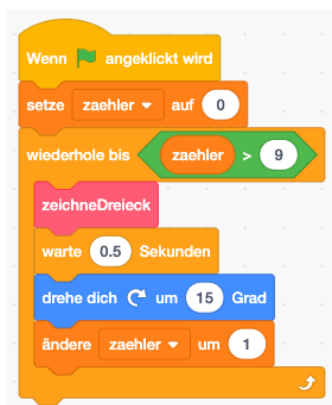 Wenn angeklickt wird
setze zaehler auf 0
wiederhole bis zaehler > 9
zeichneDreieck
warte 0.5 Sekunden
drehe dich um 15 Grad
ändere zaehler um 1